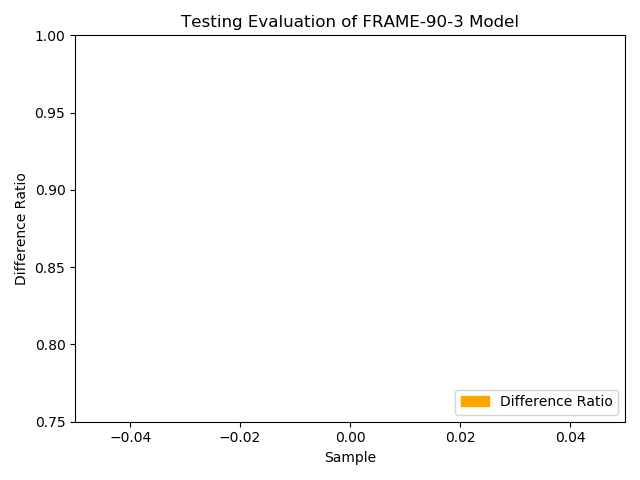 Testing Evaluation of FRAME-90-3 Model
1.00
0.95
0.90
0.85
0.80
0.75
Difference Ratio
Difference Ratio
−0.04
−0.02
0.00
0.02
0.04
Sample